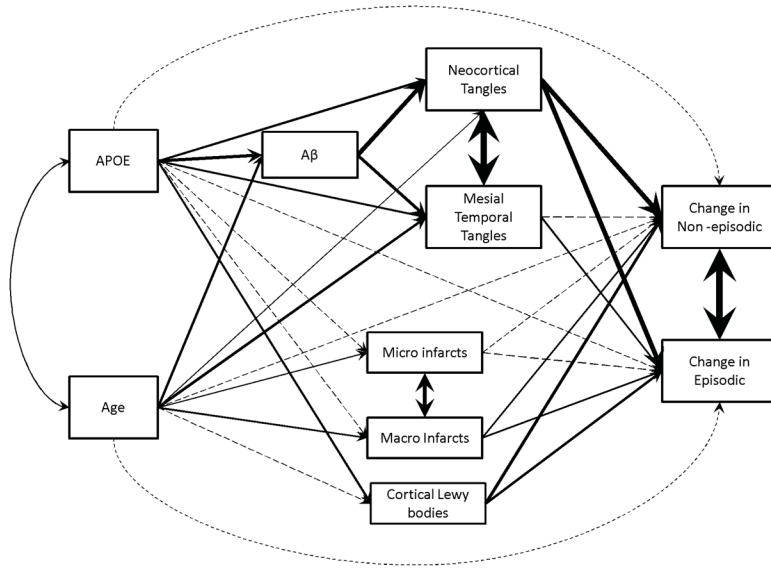 Neocortical
Tangles
APOE
Aβ
Mesial
Temporal
Tangles
Change in
Non -episodic
Micro infarcts
Change in
Episodic
Age
Macro Infarcts
Cortical Lewy
bodies